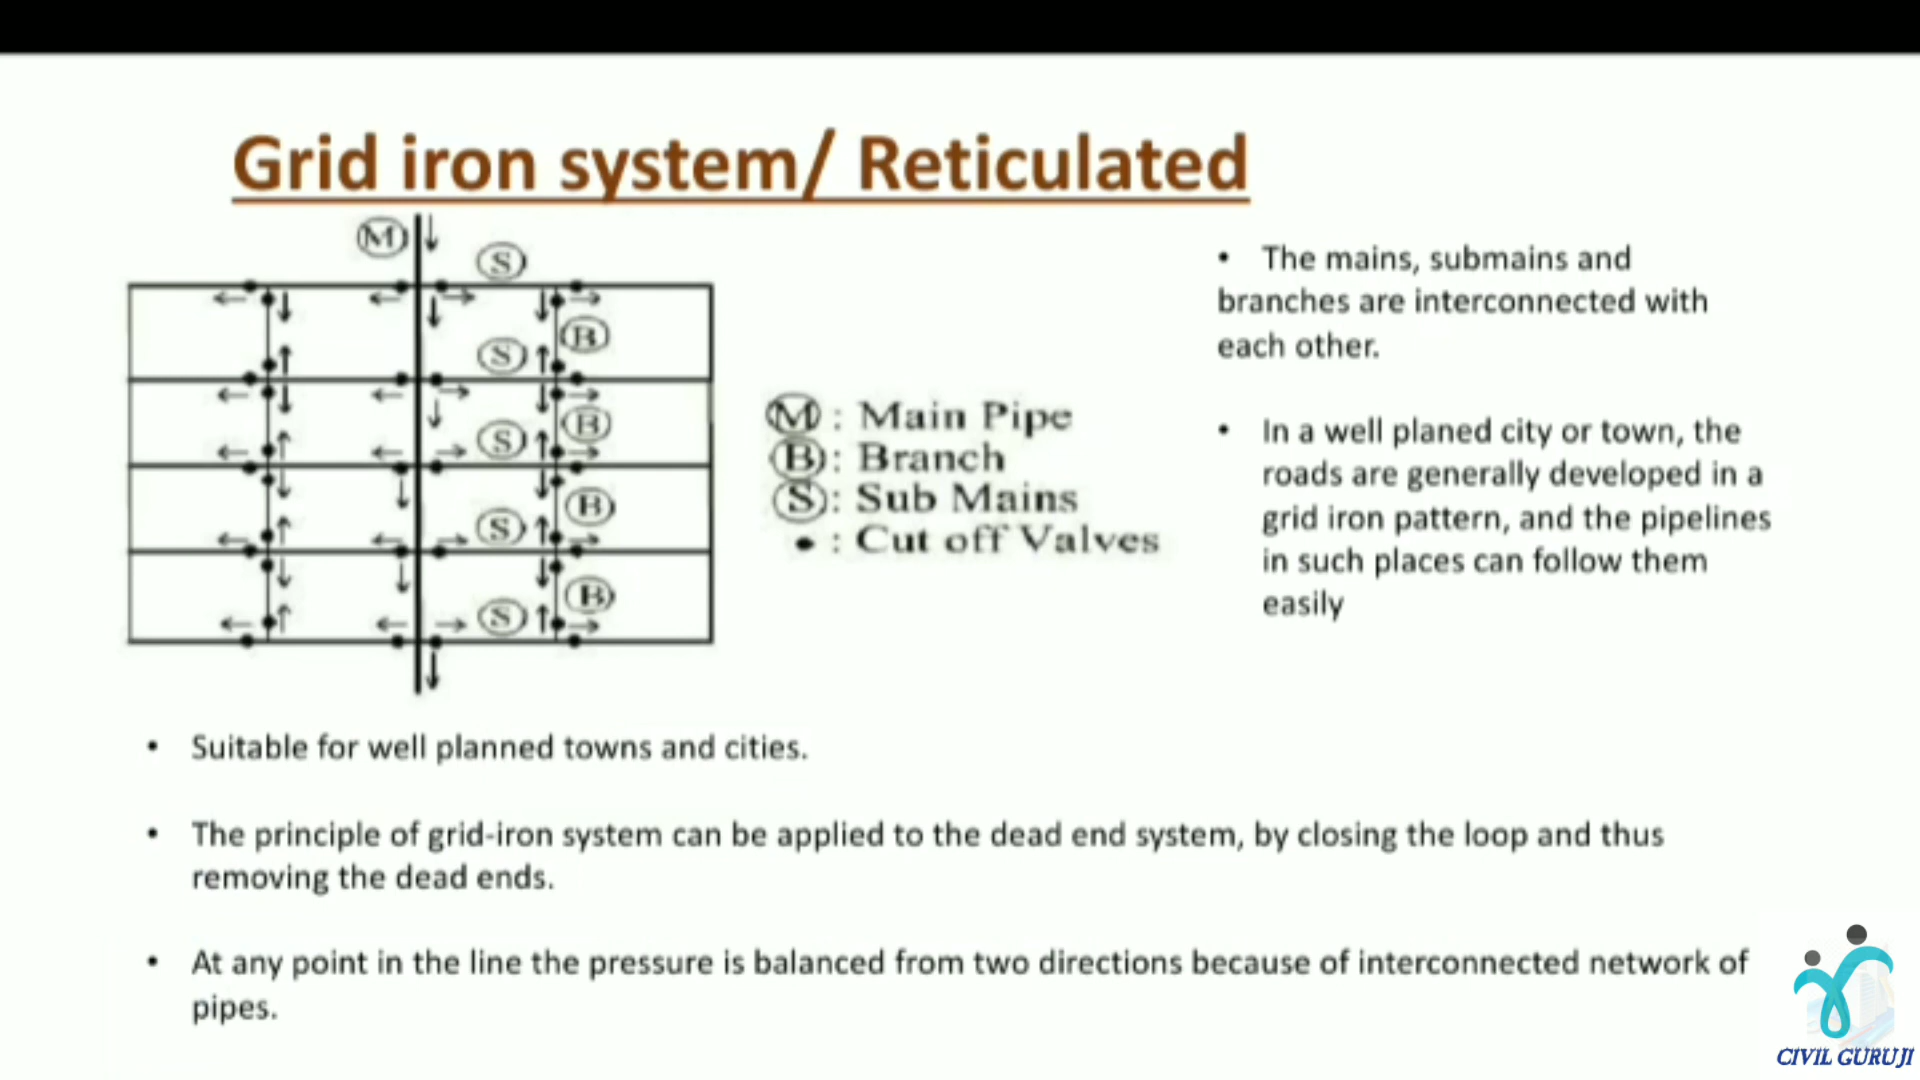 Grid iron system/ Reticulated
M
S
B
S
B
S
B
S
B
S
M : Main Pipe
B : Branch
S : Sub Mains
• : Cut off Valves
• The mains, submains and
branches are interconnected with
each other.
• In a well planed city or town, the
roads are generally developed in a
grid iron pattern, and the pipelines
in such places can follow them
easily
• Suitable for well planned towns and cities.
• The principle of grid-iron system can be applied to the dead end system, by closing the loop and thus
removing the dead ends.
• At any point in the line the pressure is balanced from two directions because of interconnected network of
pipes.
CIVIL GURUJI